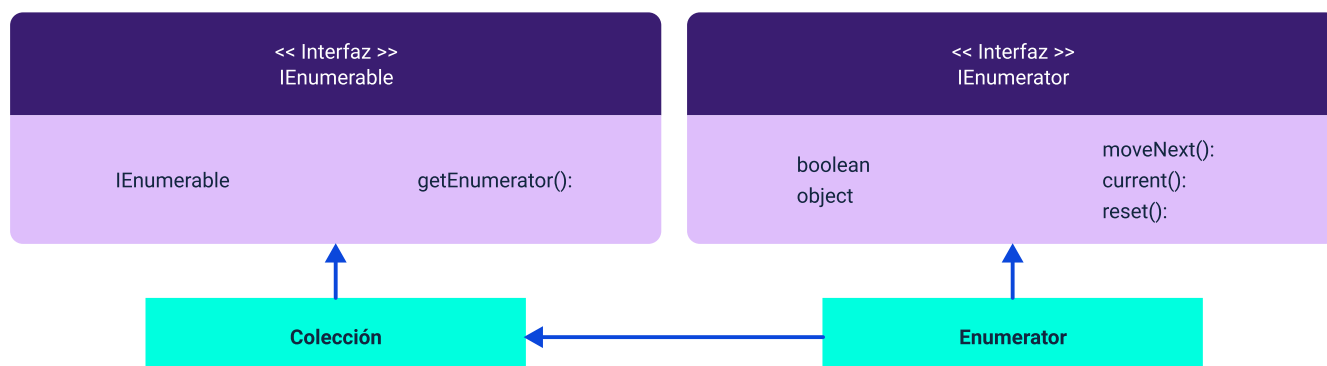 << Interfaz >>
IEnumerable
IEnumerable
getEnumerator():
<< Interfaz >>
IEnumerator
boolean
object
moveNext():
current():
reset():
Colección
Enumerator